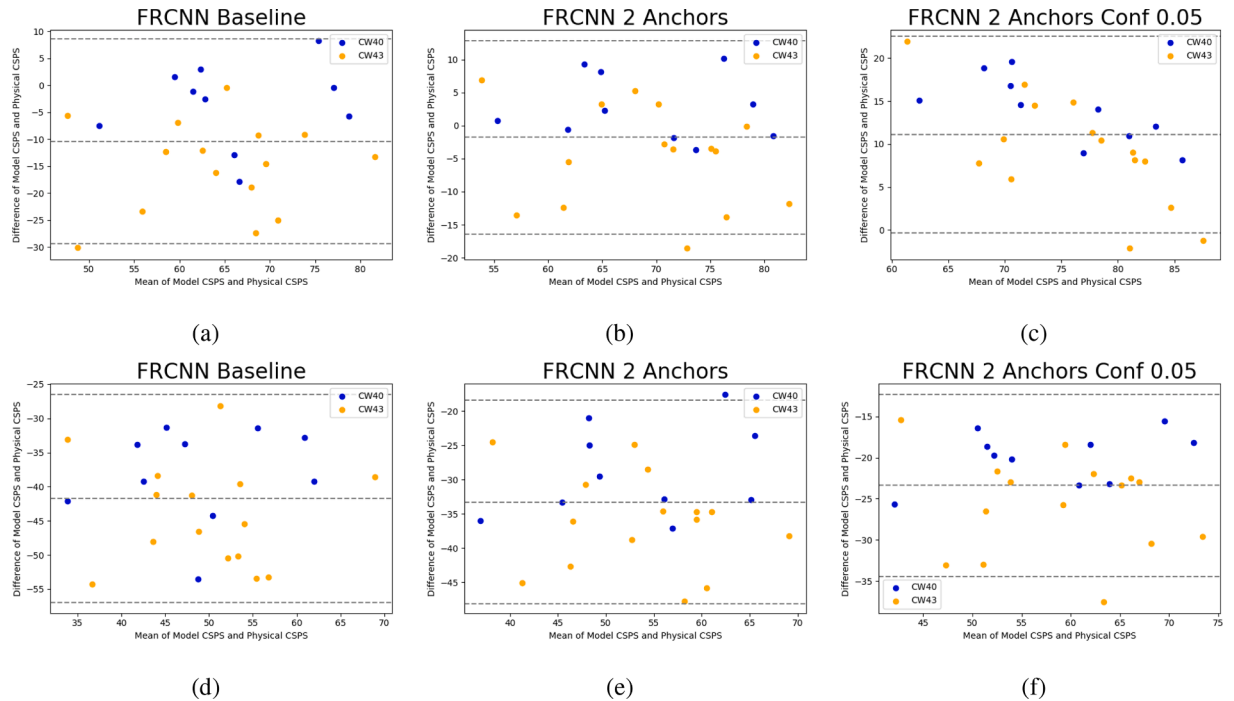 FRCNN Baseline
FRCNN 2 Anchors
FRCNN 2 Anchors Conf 0.05
Difference of Model CSPS and Physical CSPS
10
5
0
−5
−10
−15
−20
−25
−30
CW40
CW43
50 55 60 65 70 75 80
Mean of Model CSPS and Physical CSPS
Difference of Model CSPS and Physical CSPS
10
5
0
−5
−10
−15
−20
CW40
CW43
55 60 65 70 75 80
Mean of Model CSPS and Physical CSPS
Difference of Model CSPS and Physical CSPS
20
15
10
5
0
CW40
CW43
60 65 70 75 80 85
Mean of Model CSPS and Physical CSPS
(a)
(b)
(c)
FRCNN Baseline
FRCNN 2 Anchors
FRCNN 2 Anchors Conf 0.05
Difference of Model CSPS and Physical CSPS
−25
−30
−35
−40
−45
−50
−55
CW40
CW43
35 40 45 50 55 60 65 70
Mean of Model CSPS and Physical CSPS
Difference of Model CSPS and Physical CSPS
−20
−25
−30
−35
−40
−45
CW40
CW43
40 45 50 55 60 65 70
Mean of Model CSPS and Physical CSPS
Difference of Model CSPS and Physical CSPS
−15
−20
−25
−30
−35
CW40
CW43
45 50 55 60 65 70 75
Mean of Model CSPS and Physical CSPS
(d)
(e)
(f)